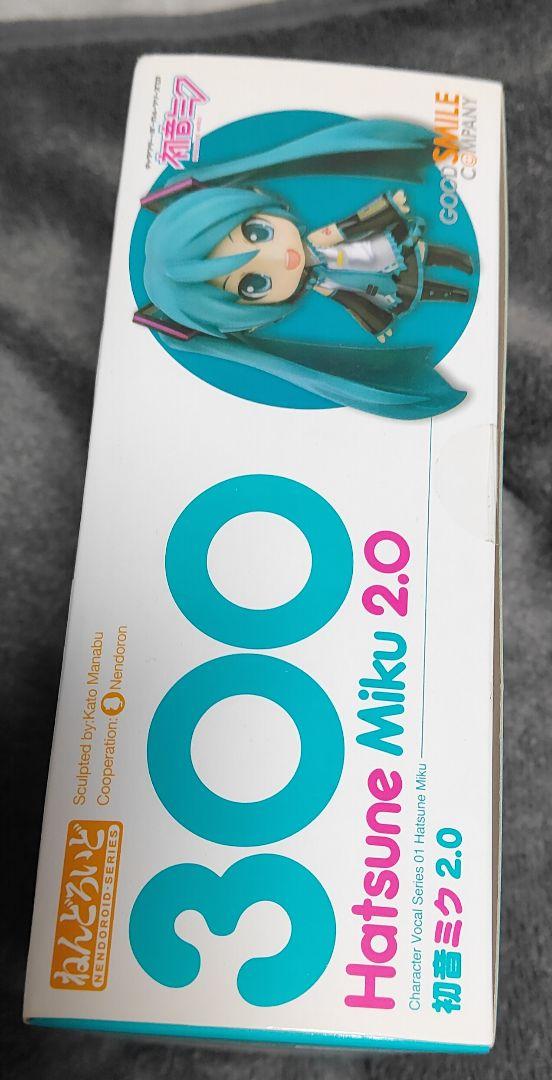 ねんどろいど
NENDOROID・SERIES
Sculpted by:Kato Manabu
Cooperation: Nendoron
300
Hatsune Miku 2.0
Character Vocal Series 01 Hatsune Miku
初音ミク 2.0
初音ミク
GOOD SMILE
COMPANY